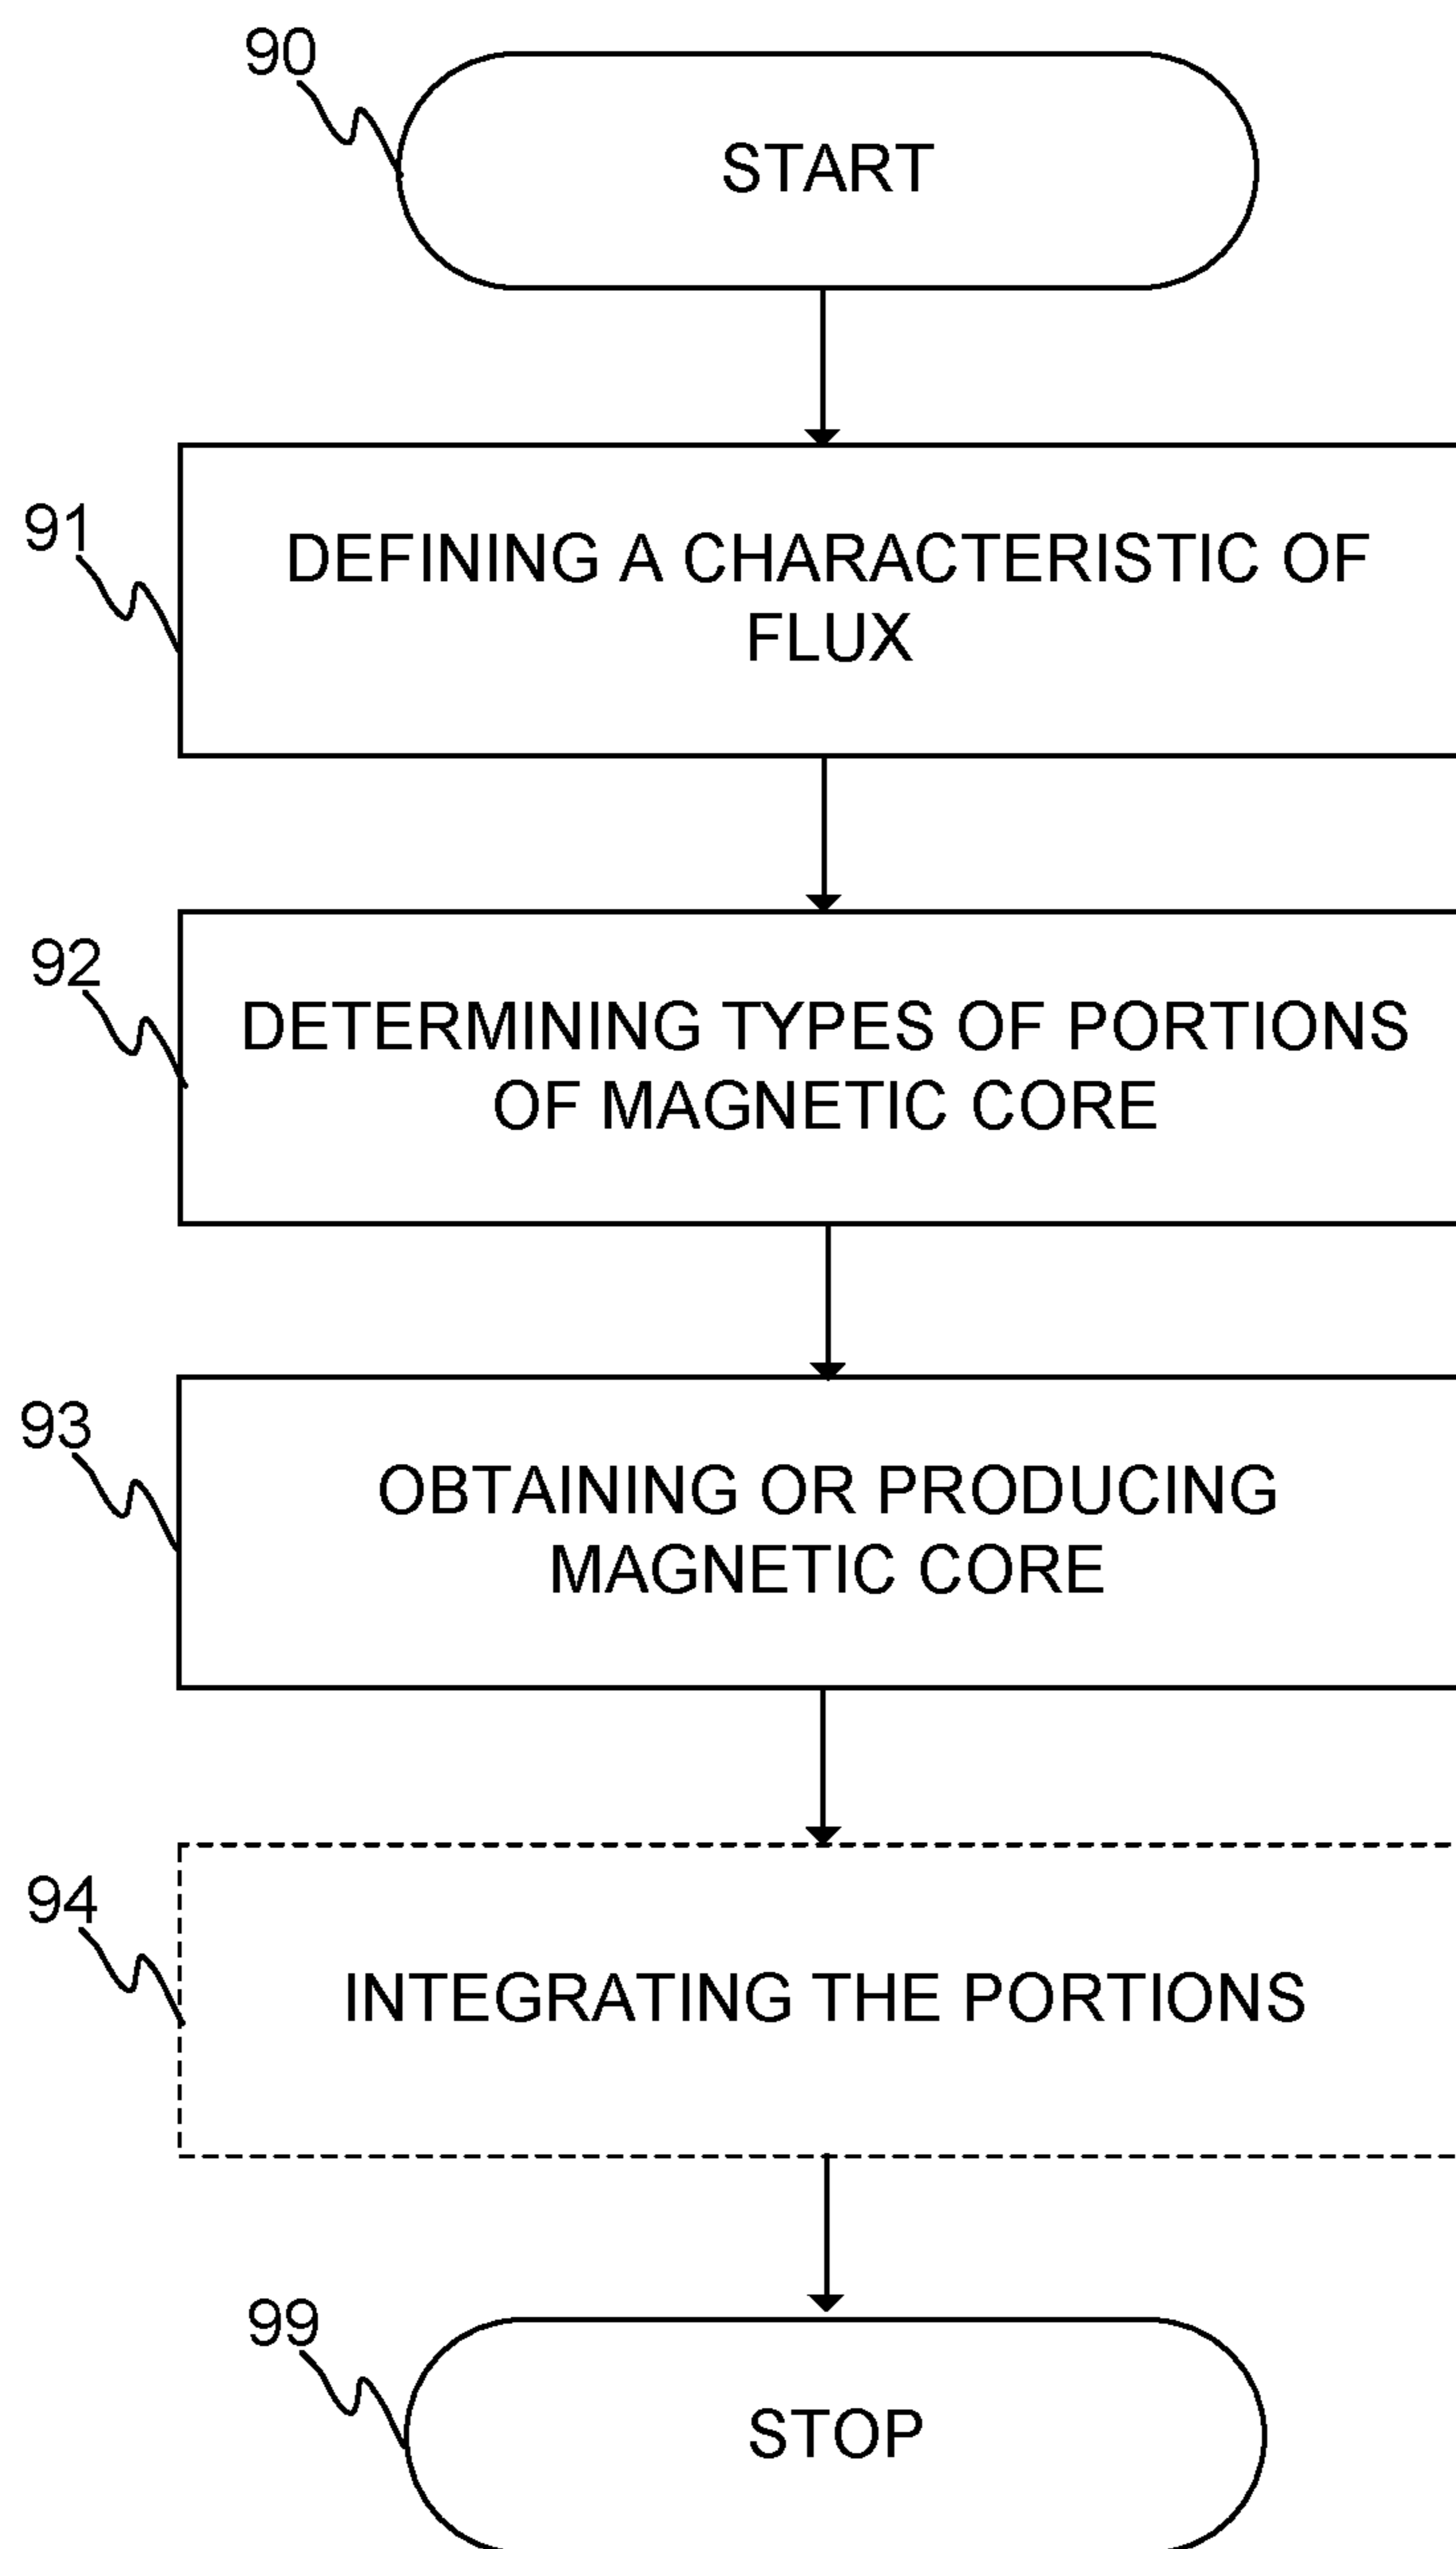 90
START
91
DEFINING A CHARACTERISTIC OF
FLUX
92
DETERMINING TYPES OF PORTIONS
OF MAGNETIC CORE
93
OBTAINING OR PRODUCING
MAGNETIC CORE
94
INTEGRATING THE PORTIONS
99
STOP